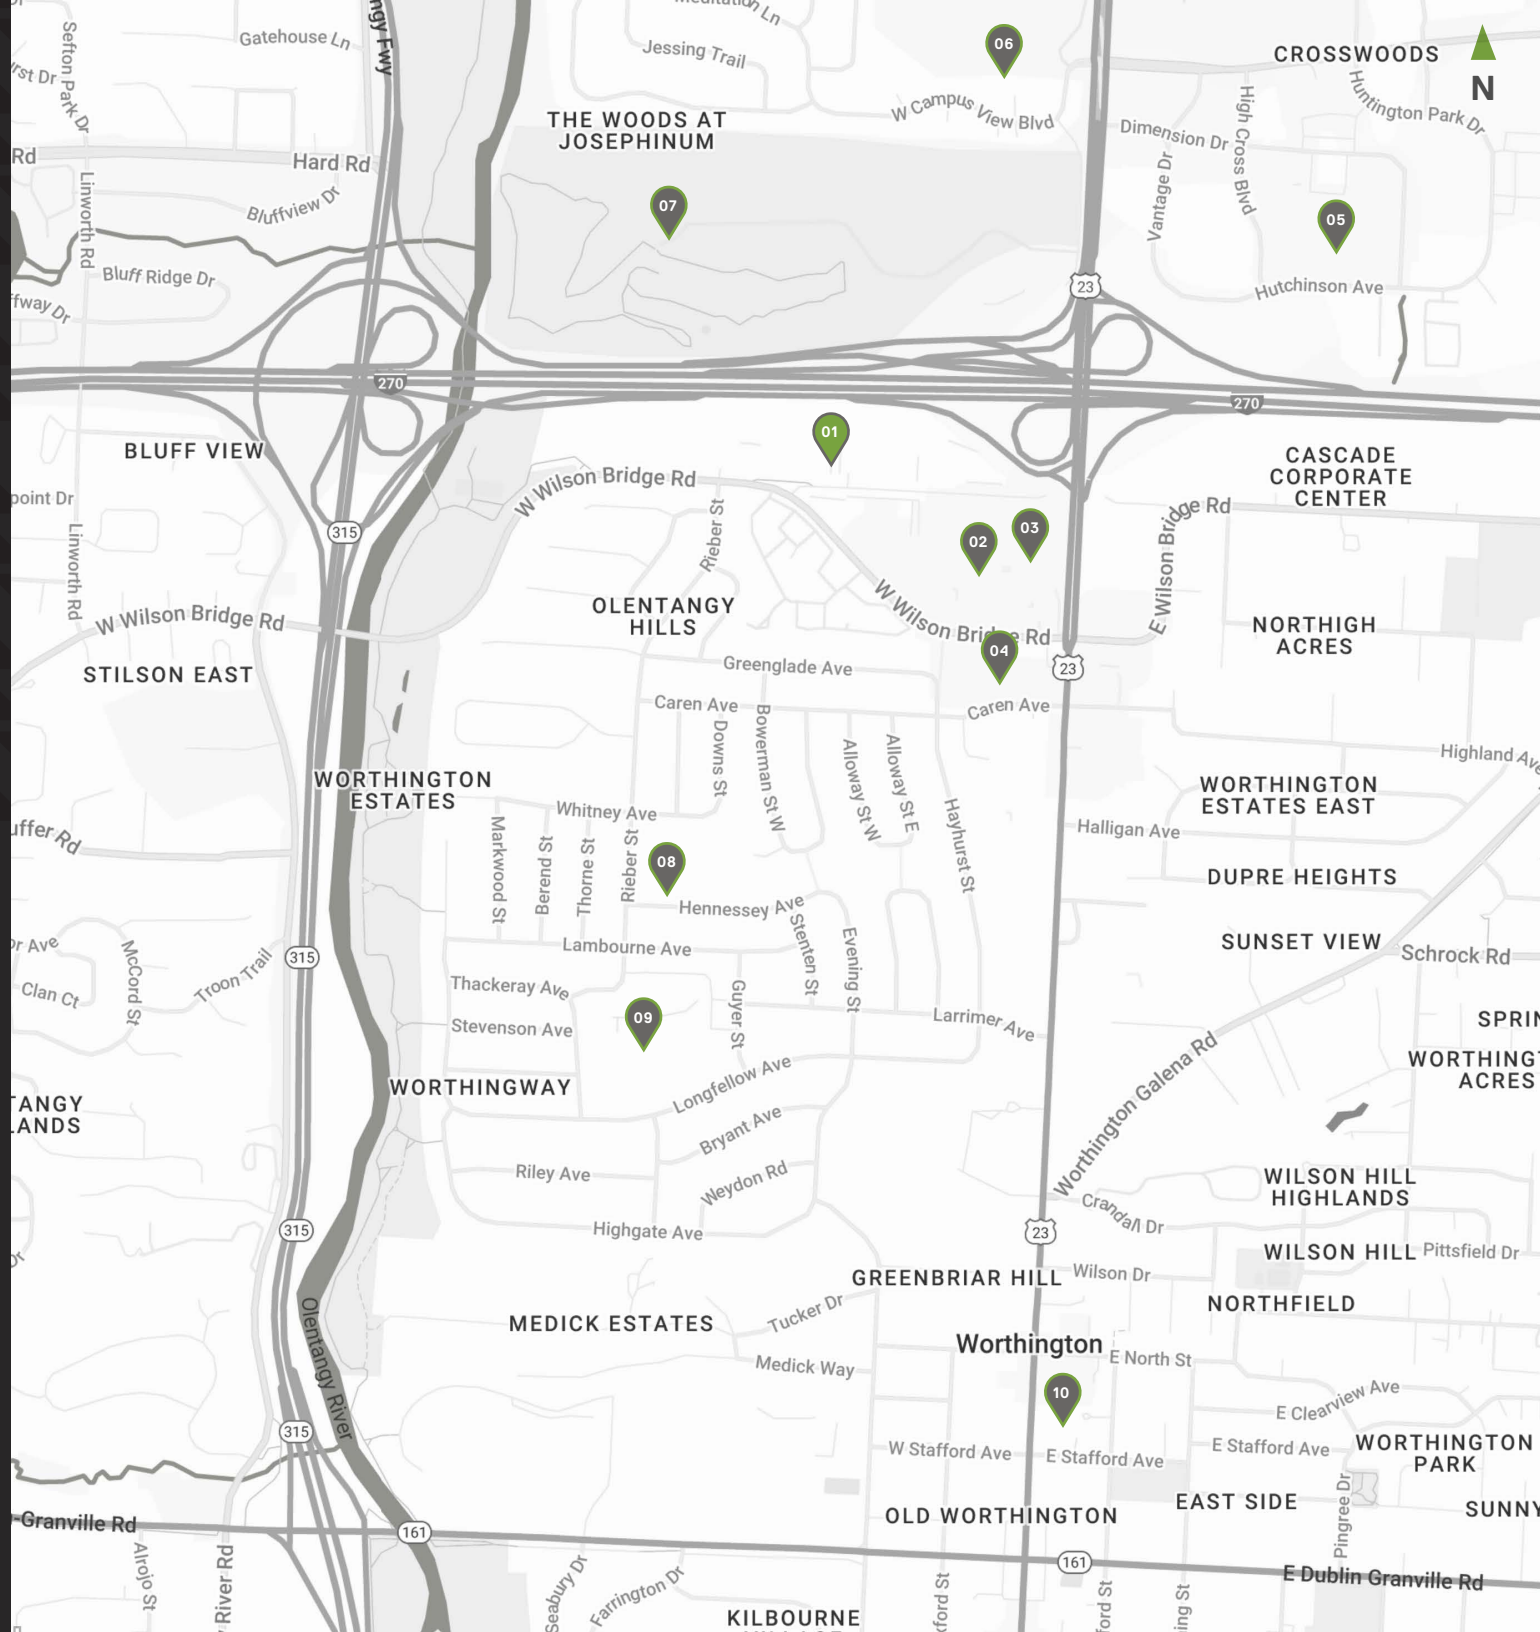 Meditation Ln
06
CROSSWOODS
N
Gatehouse Ln
Sefton Park Dr
Jessing Trail
Huntington Park Dr
W Campus View Blvd
High Cross Blvd
Dimension Dr
THE WOODS AT
JOSEPHINUM
Rd
Hard Rd
Linworth Rd
Bluffview Dr
07
Vantage Dr
05
Bluff Ridge Dr
23
Hutchinson Ave
270
270
01
BLUFF VIEW
CASCADE
CORPORATE
CENTER
W Wilson Bridge Rd
E Wilson Bridge Rd
315
Linworth Rd
Rieber St
02
03
W Wilson Bridge Rd
OLENTANGY
HILLS
W Wilson Bridge Rd
NORTHIGH
ACRES
04
STILSON EAST
Greenglade Ave
23
Caren Ave
Caren Ave
Downs St
Bowerman St W
Alloway St W
Alloway St E
Highland Ave
WORTHINGTON
ESTATES
WORTHINGTON
ESTATES EAST
Whitney Ave
Hayhurst St
Halligan Ave
Markwood St
Berend St
Thorne St
Rieber St
08
DUPRE HEIGHTS
Hennessey Ave
Lambourne Ave
Stenten St
Evening St
SUNSET VIEW
Schrock Rd
McCord St
Troon Trail
315
Clan Ct
Thackeray Ave
Stevenson Ave
09
Guyer St
Larrimer Ave
Worthington Galena Rd
WORTHINGWAY
Longfellow Ave
ACRES
Bryant Ave
Riley Ave
Weydon Rd
WILSON HILL
HIGHLANDS
Crandall Dr
315
Highgate Ave
23
WILSON HILL
Pittsfield Dr
GREENBRIAR HILL
Wilson Dr
NORTHFIELD
Olentangy River
MEDICK ESTATES
Tucker Dr
Worthington
Medick Way
E North St
10
E Clearview Ave
315
W Stafford Ave
E Stafford Ave
E Stafford Ave
WORTHINGTON
PARK
EAST SIDE
Pingree Dr
OLD WORTHINGTON
-Granville Rd
161
161
E Dublin Granville Rd
Alrojo St
River Rd
Seabury Dr
Farrington Dr
KILBOURNE